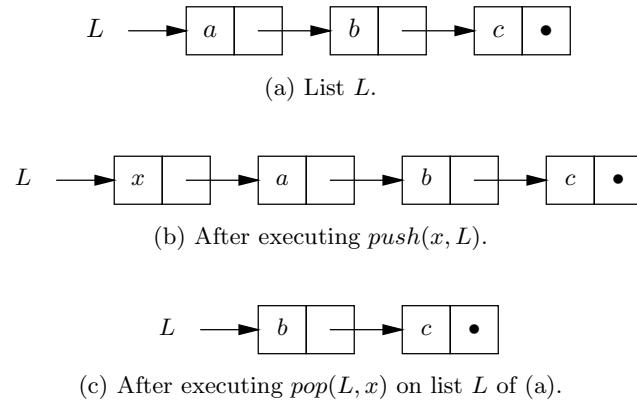 L a b c •
(a) List L.
L x a b c •
(b) After executing push(x, L).
L b c •
(c) After executing pop(L, x) on list L of (a).